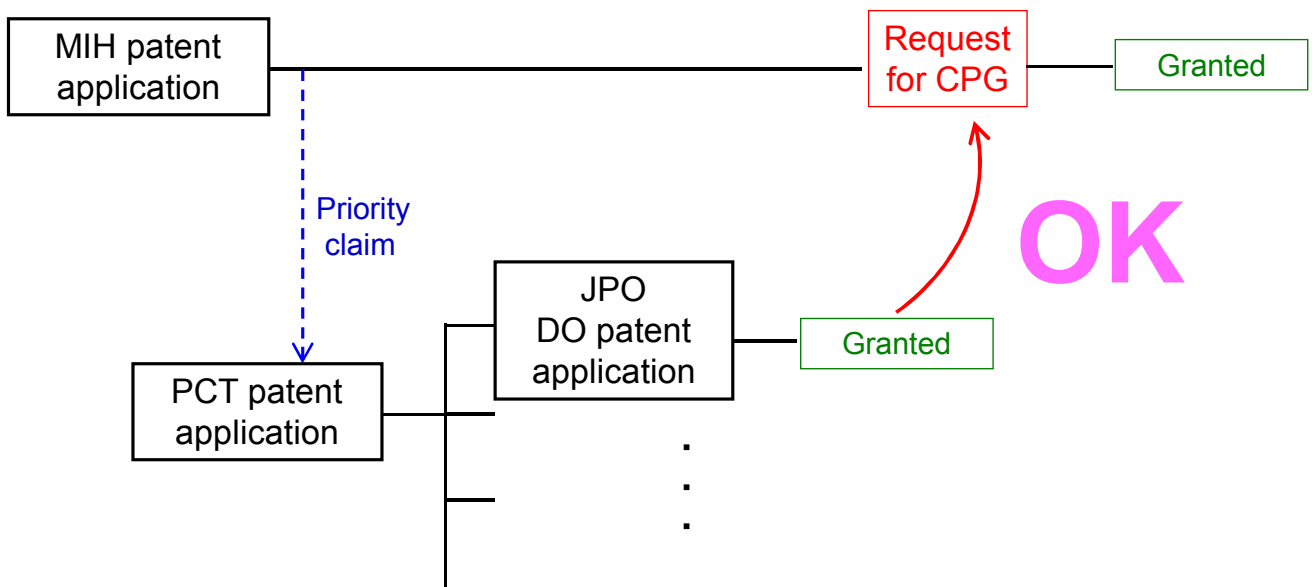 MIH patent
application
Request
for CPG
Granted
Priority
claim
OK
JPO
DO patent
application
Granted
PCT patent
application